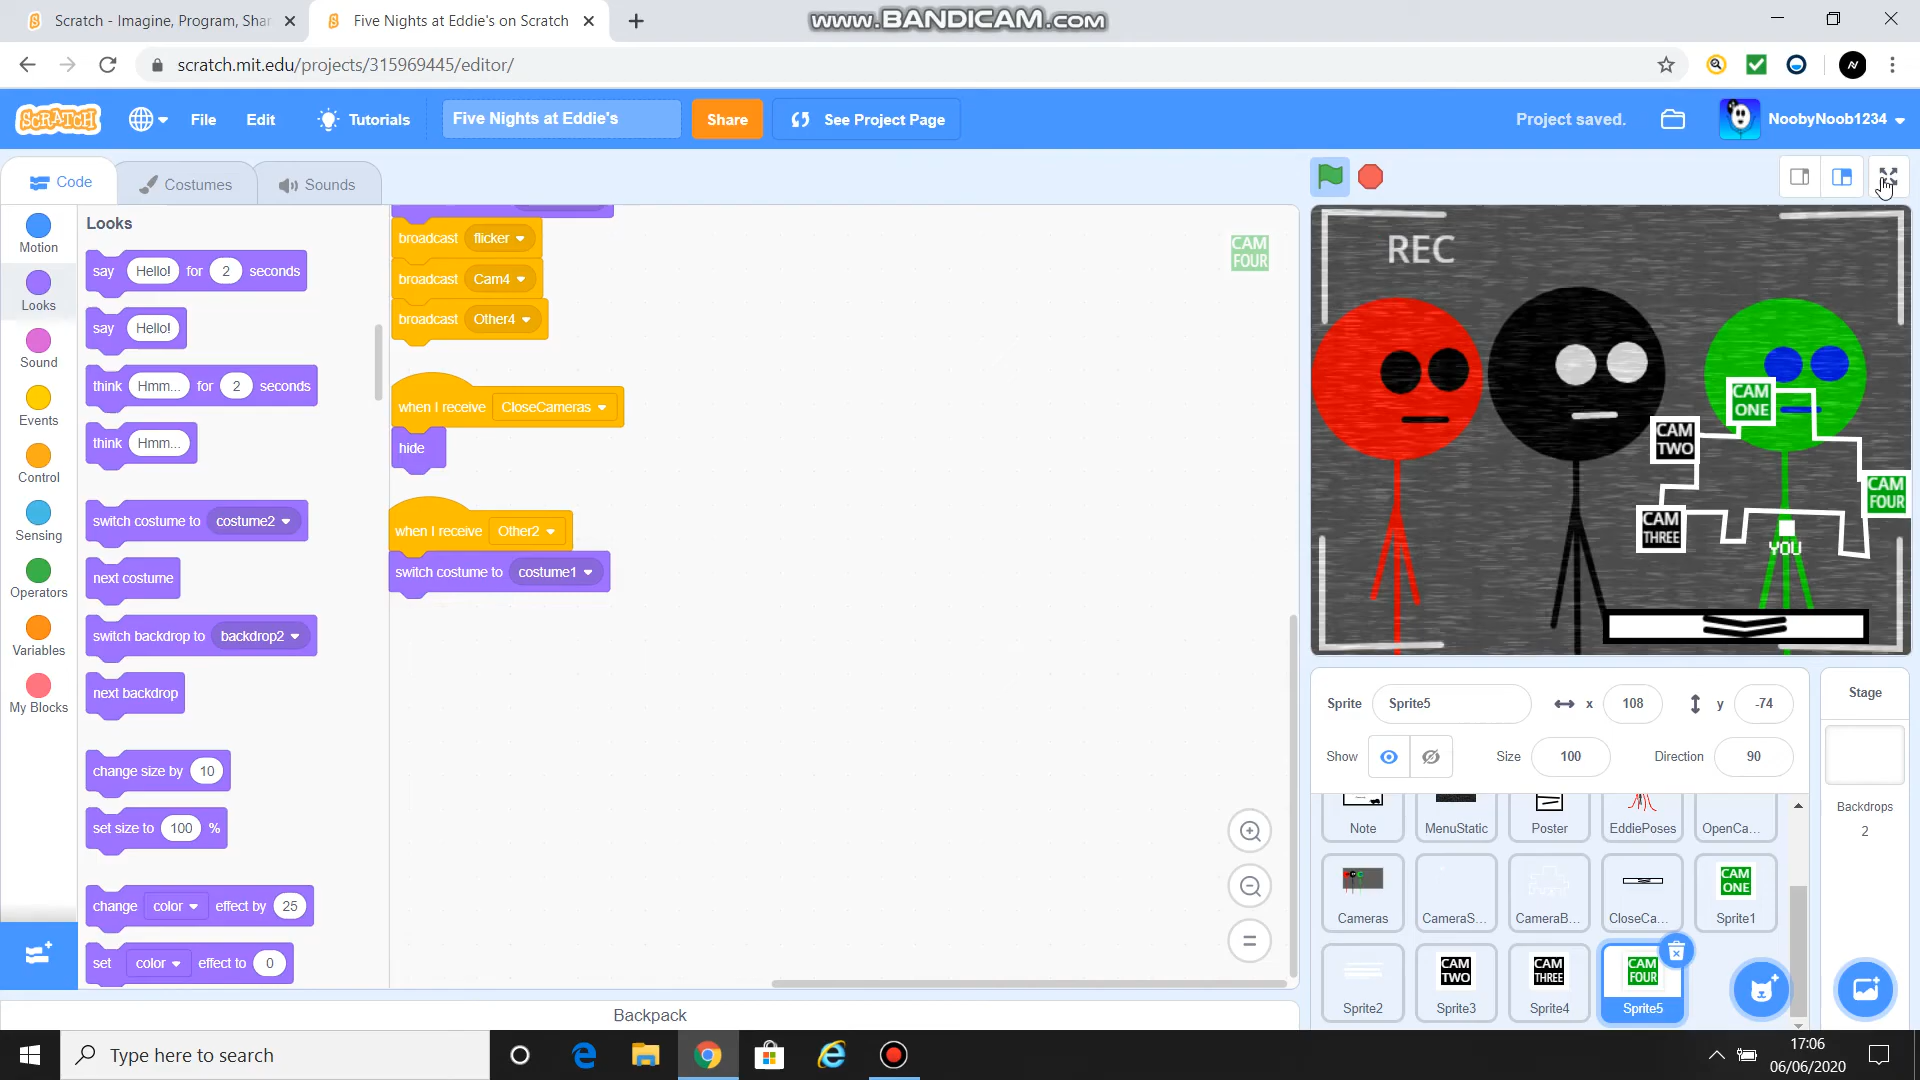 Scratch - Imagine, Program, Shar
Five Nights at Eddie's on Scratch
www.BANDICAM.com
scratch.mit.edu/projects/315969445/editor/
SCRATCH
File
Edit
Tutorials
Five Nights at Eddie's
Share
See Project Page
Project saved.
NoobyNoob1234
Code
Costumes
Sounds
Motion
Looks
Sound
Events
Control
Sensing
Operators
Variables
My Blocks
Looks
say Hello! for 2 seconds
say Hello!
think Hmm... for 2 seconds
think Hmm...
switch costume to costume2
next costume
switch backdrop to backdrop2
next backdrop
change size by 10
set size to 100 %
change color effect by 25
set color effect to 0
broadcast flicker
broadcast Cam4
broadcast Other4
when I receive CloseCameras
hide
when I receive Other2
switch costume to costume1
CAM
FOUR
Backpack
REC
CAM
ONE
CAM
TWO
CAM
FOUR
CAM
THREE
YOU
Sprite Sprite5 x 108 y -74
Show Size 100 Direction 90
Note MenuStatic Poster EddiePoses OpenCa...
CAM
ONE
Cameras CameraS... CameraB... CloseCa... Sprite1
CAM
TWO
CAM
THREE
CAM
FOUR
Sprite2 Sprite3 Sprite4 Sprite5
Stage
Backdrops
2
Type here to search
17:06
06/06/2020